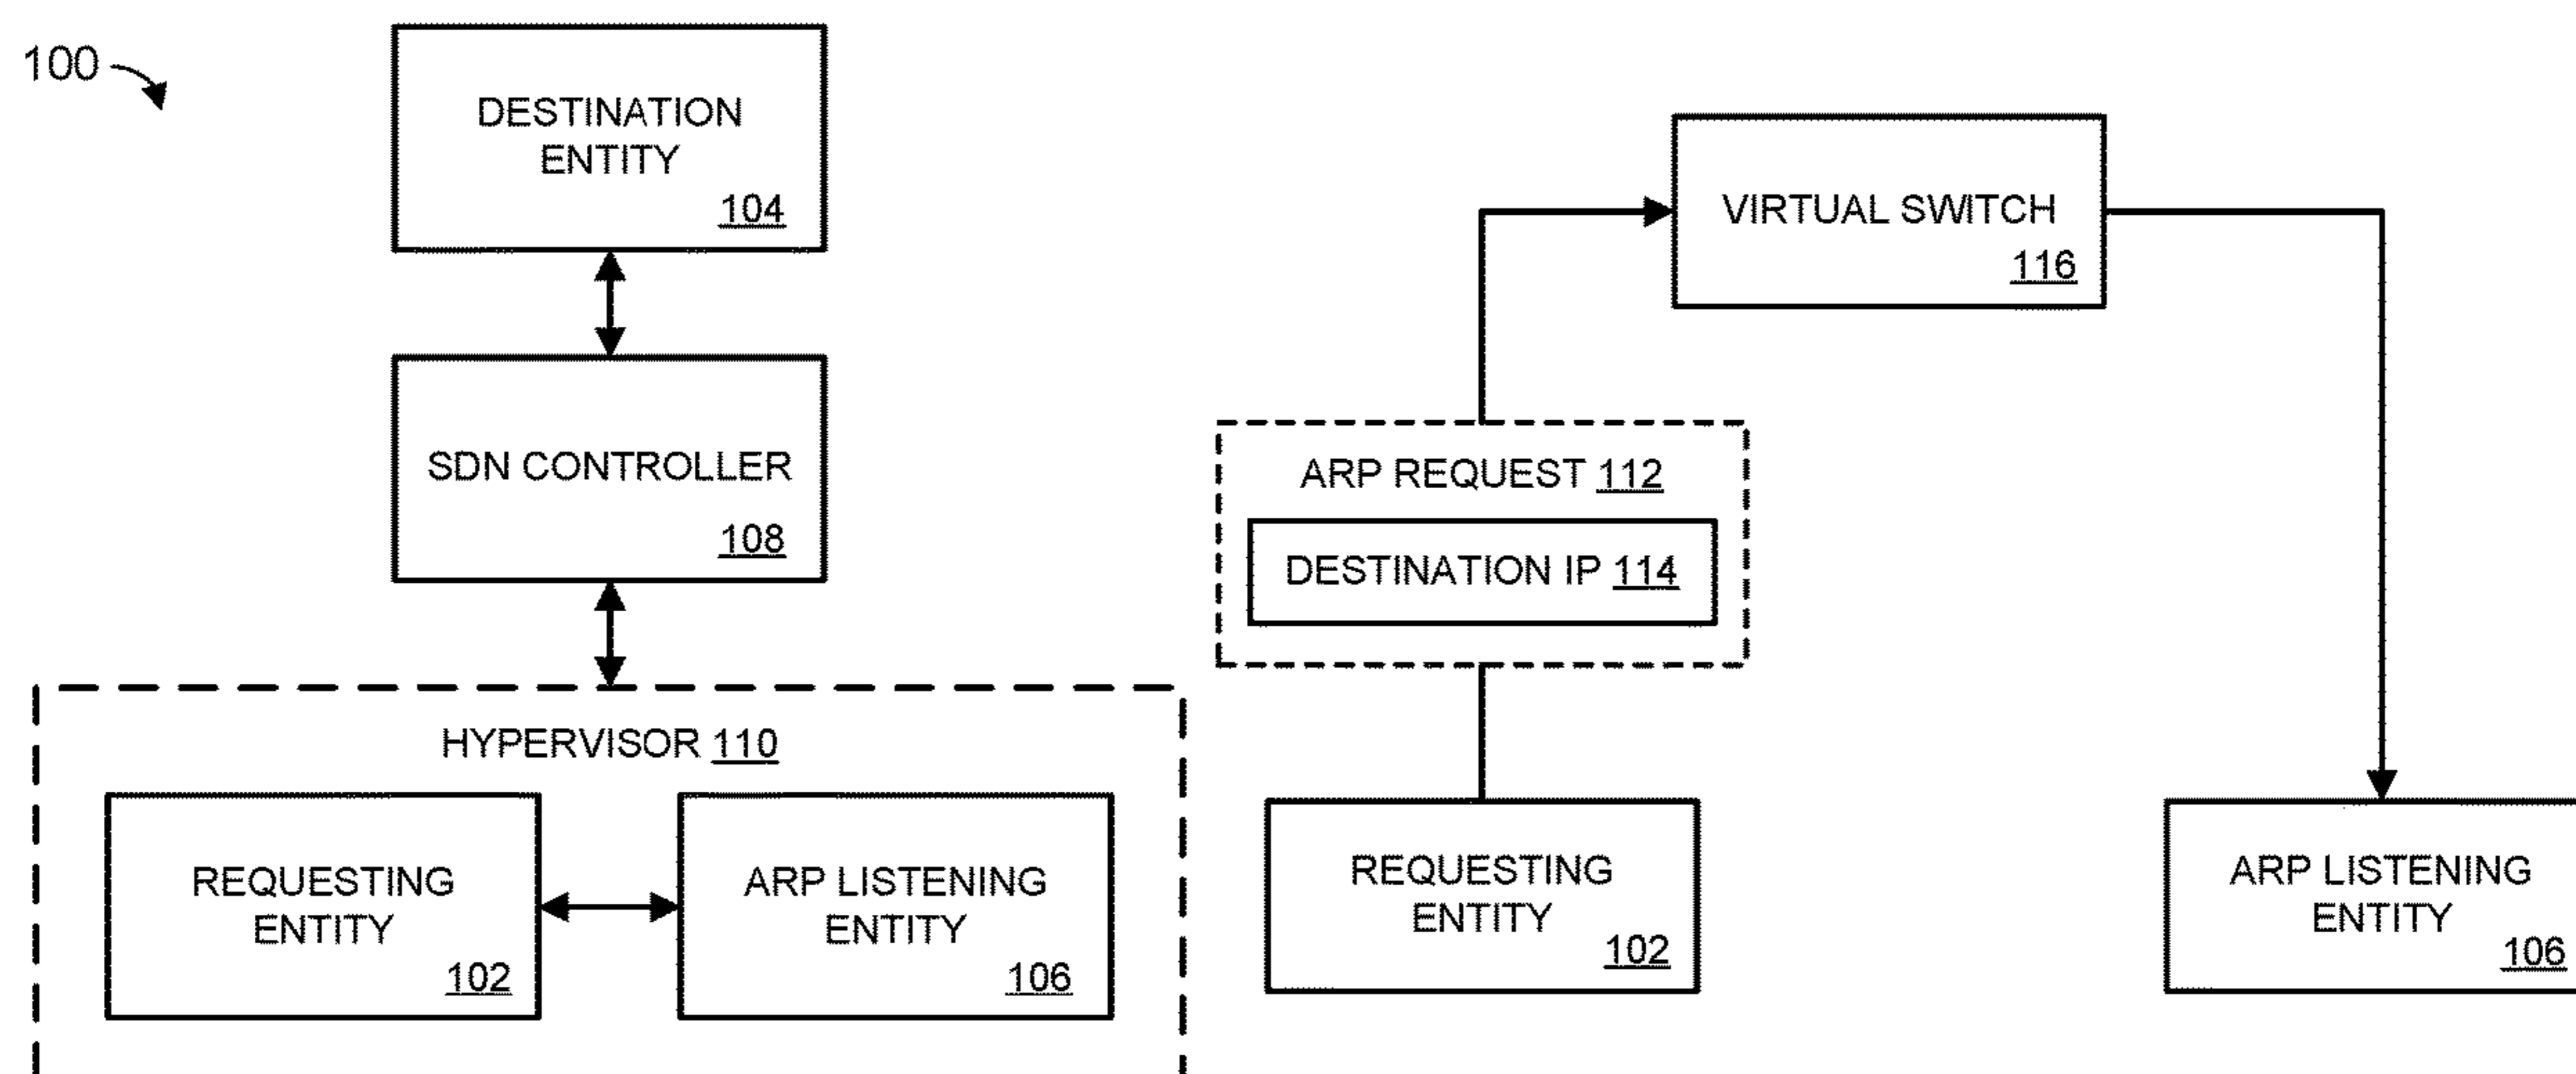 100
DESTINATION
ENTITY
104
SDN CONTROLLER
108
HYPERVISOR 110
REQUESTING
ENTITY
102
ARP LISTENING
ENTITY
106
VIRTUAL SWITCH
116
ARP REQUEST 112
DESTINATION IP 114
REQUESTING
ENTITY
102
ARP LISTENING
ENTITY
106